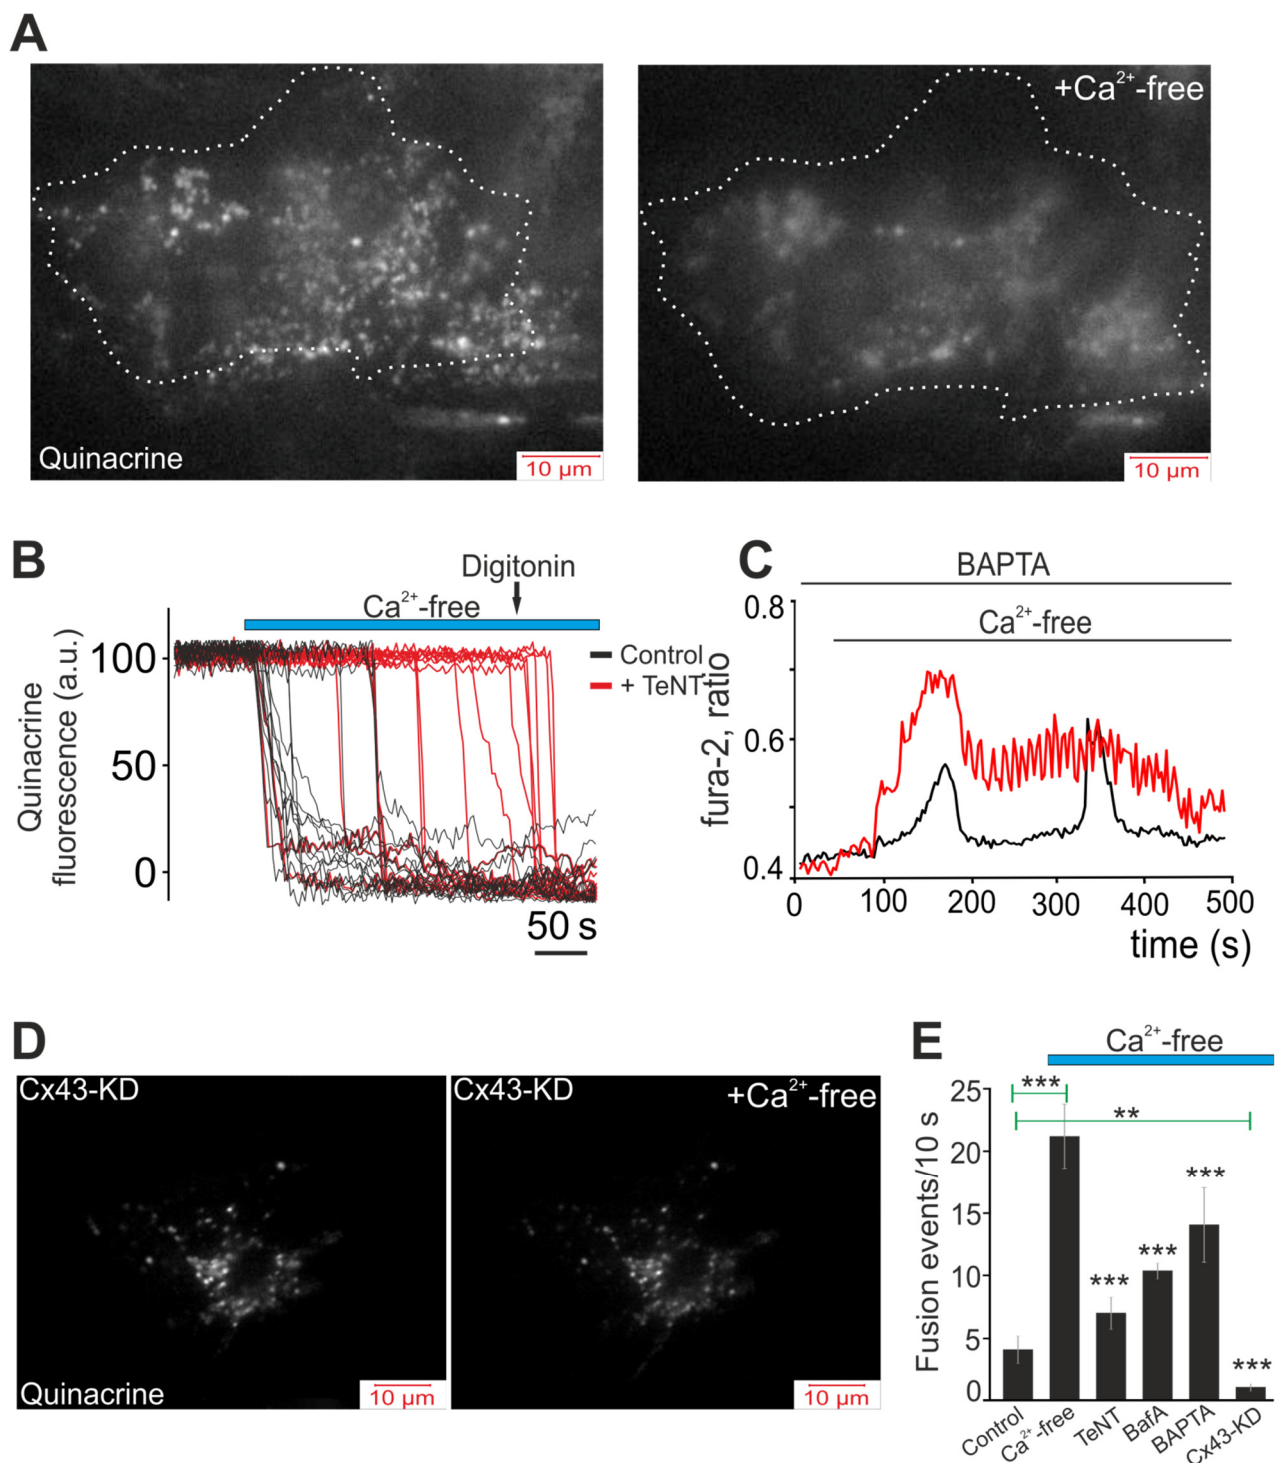 A
+Ca²⁺-free
Quinacrine
10 µm
10 µm
B
Digitonin
Ca²⁺-free
Quinacrine
fluorescence (a.u.)
100
50
0
Control
+ TeNT
50 s
C
BAPTA
Ca²⁺-free
fura-2, ratio
0.8
0.6
0.4
0
100
200
300
400
500
time (s)
D
Cx43-KD
Quinacrine
10 µm
Cx43-KD
+Ca²⁺-free
10 µm
E
Ca²⁺-free
Fusion events/10 s
25
20
15
10
5
0
***
**
***
***
***
***
Control
Ca²⁺-free
TeNT
BafA
BAPTA
Cx43-KD